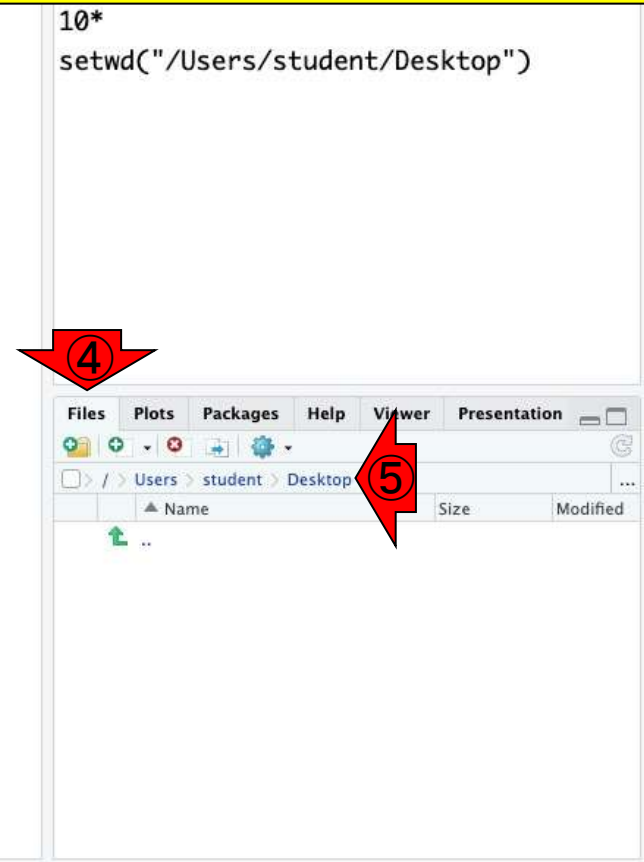 10*
setwd("/Users/student/Desktop")
④
Files Plots Packages Help Viewer Presentation
/ Users student Desktop ⑤ ...
▲ Name Size Modified
..